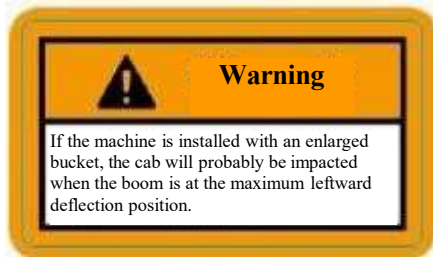 Warning
If the machine is installed with an enlarged
bucket, the cab will probably be impacted
when the boom is at the maximum leftward
deflection position.